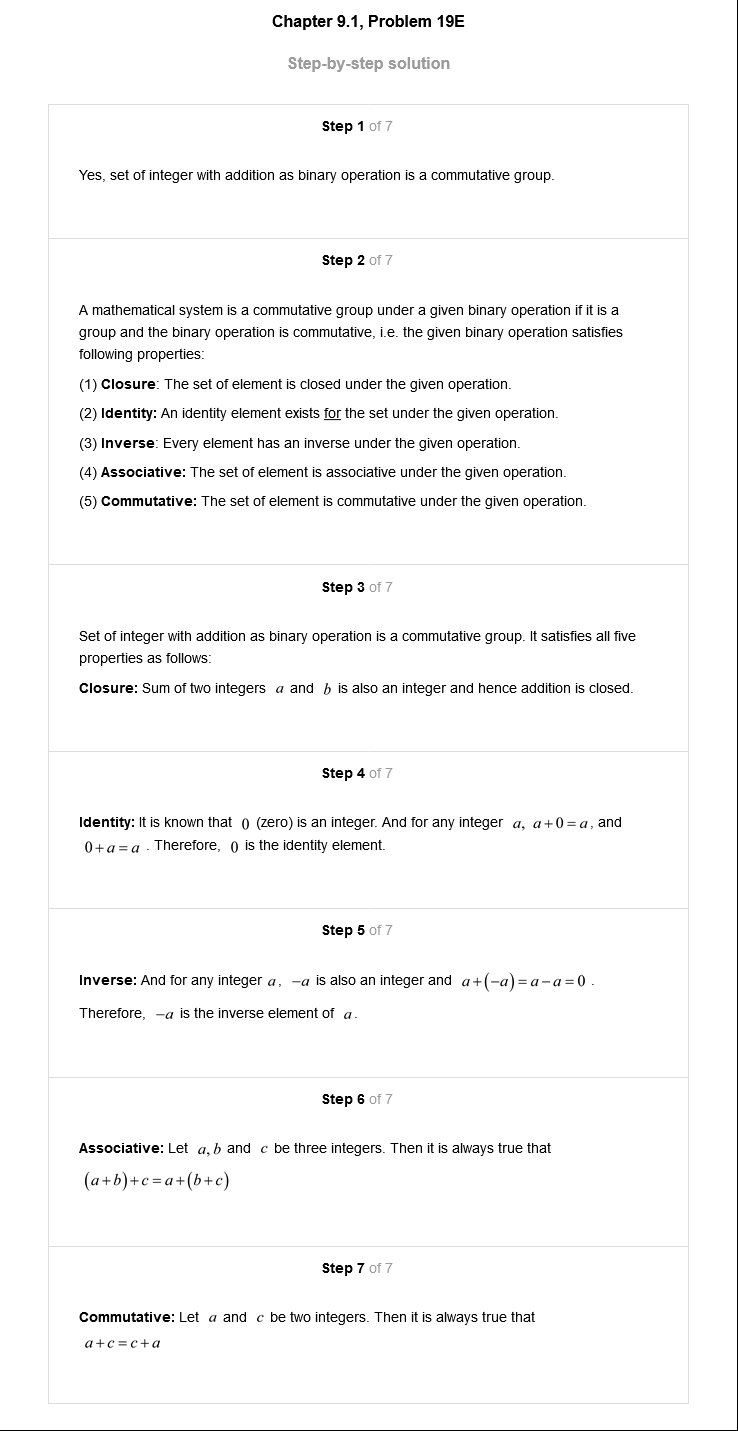 Chapter 9.1, Problem 19E
Step-by-step solution
Step 1 of 7
Yes, set of integer with addition as binary operation is a commutative group.
Step 2 of 7
A mathematical system is a commutative group under a given binary operation if it is a
group and the binary operation is commutative, i.e. the given binary operation satisfies
following properties:
(1) Closure: The set of element is closed under the given operation.
(2) Identity: An identity element exists for the set under the given operation.
(3) Inverse: Every element has an inverse under the given operation.
(4) Associative: The set of element is associative under the given operation.
(5) Commutative: The set of element is commutative under the given operation.
Step 3 of 7
Set of integer with addition as binary operation is a commutative group. It satisfies all five
properties as follows:
Closure: Sum of two integers a and b is also an integer and hence addition is closed.
Step 4 of 7
Identity: It is known that 0 (zero) is an integer. And for any integer a, a+0=a, and
0+a=a . Therefore, 0 is the identity element.
Step 5 of 7
Inverse: And for any integer a, −a is also an integer and a+(−a)=a−a=0 .
Therefore, −a is the inverse element of a.
Step 6 of 7
Associative: Let a,b and c be three integers. Then it is always true that
(a+b)+c=a+(b+c)
Step 7 of 7
Commutative: Let a and c be two integers. Then it is always true that
a+c=c+a